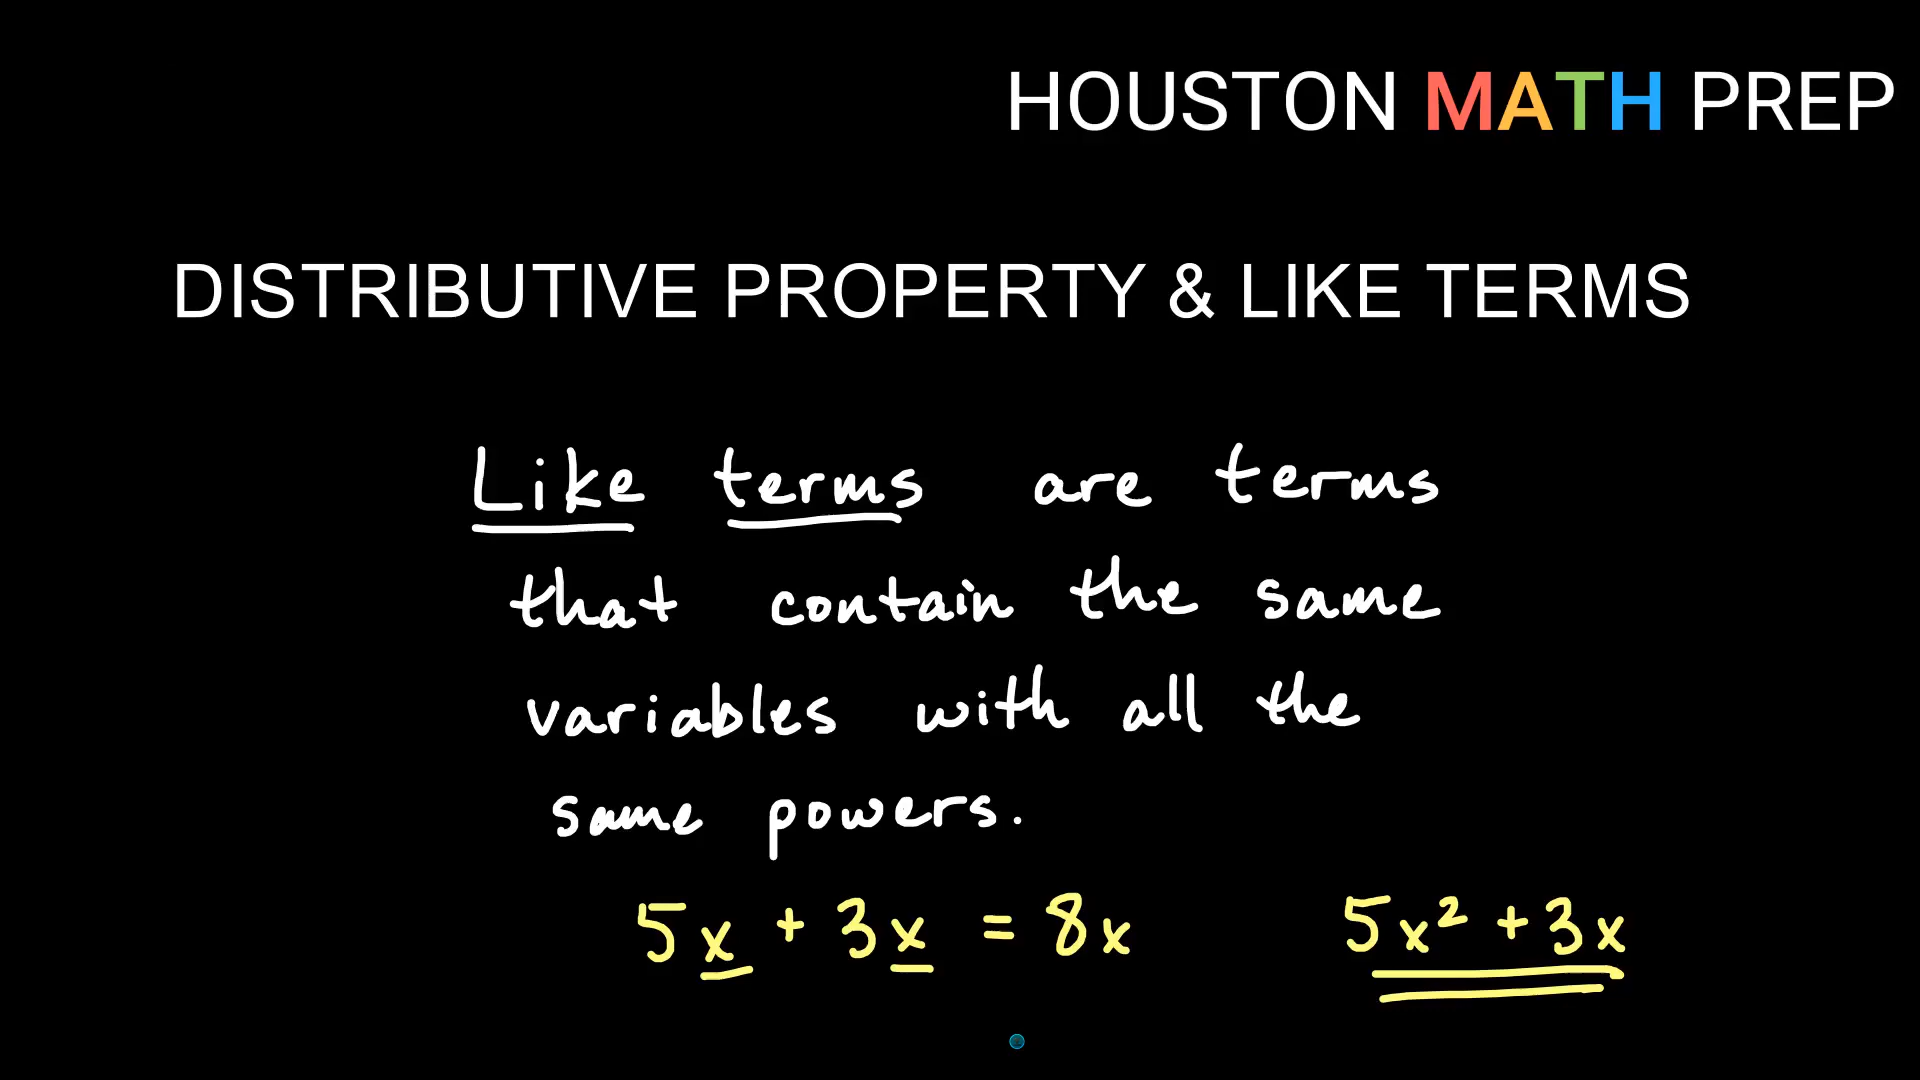 HOUSTON MATH PREP
DISTRIBUTIVE PROPERTY & LIKE TERMS
Like terms are terms
that contain the same
variables with all the
same powers.
5x + 3x = 8x
5x² + 3x